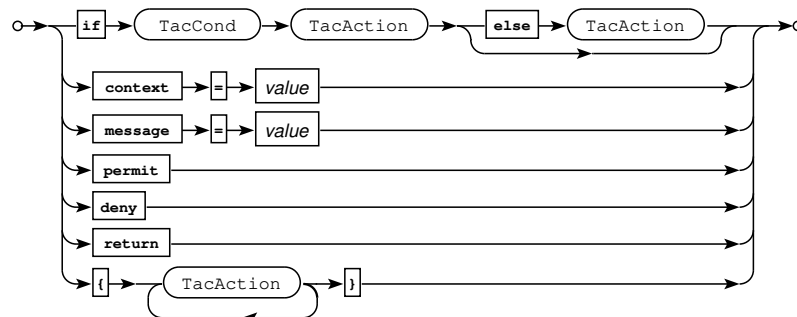 if TacCond TacAction else TacAction
context = value
message = value
permit
deny
return
{ TacAction }